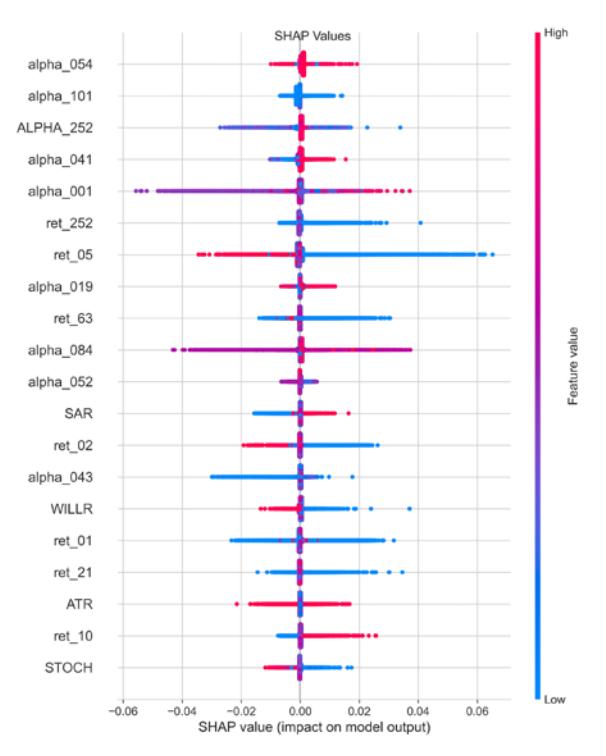 SHAP Values
High
alpha_054
alpha_101
ALPHA_252
alpha_041
alpha_001
ret_252
ret_05
alpha_019
ret_63
alpha_084
alpha_052
SAR
ret_02
alpha_043
WILLR
ret_01
ret_21
ATR
ret_10
STOCH
Feature value
Low
−0.06 −0.04 −0.02 0.00 0.02 0.04 0.06
SHAP value (impact on model output)